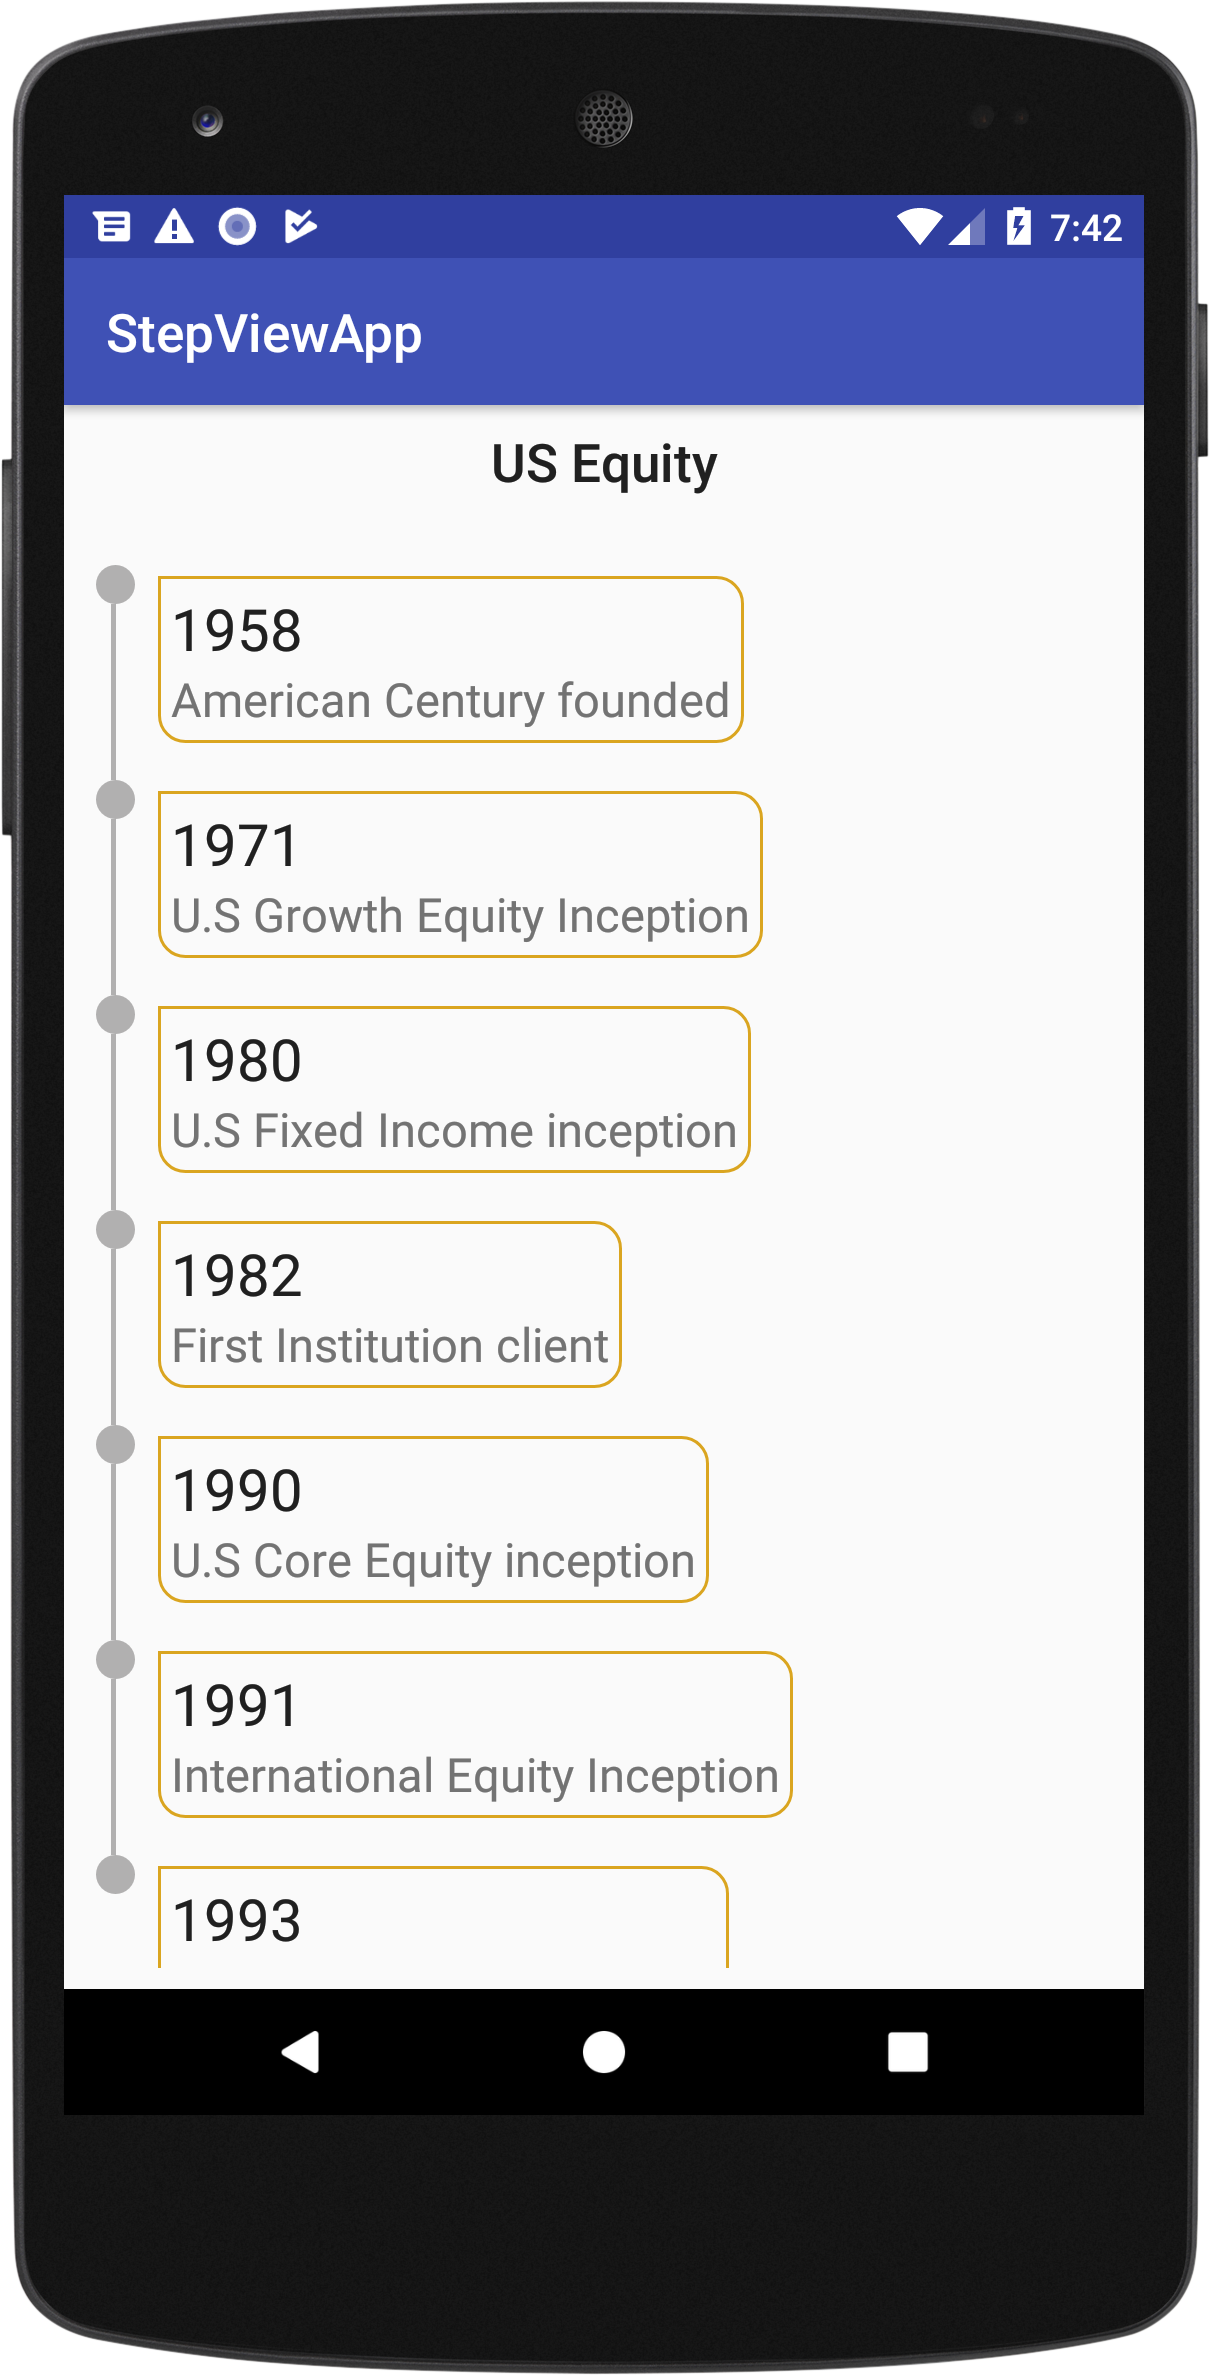 7:42
StepViewApp
US Equity
1958
American Century founded
1971
U.S Growth Equity Inception
1980
U.S Fixed Income inception
1982
First Institution client
1990
U.S Core Equity inception
1991
International Equity Inception
1993